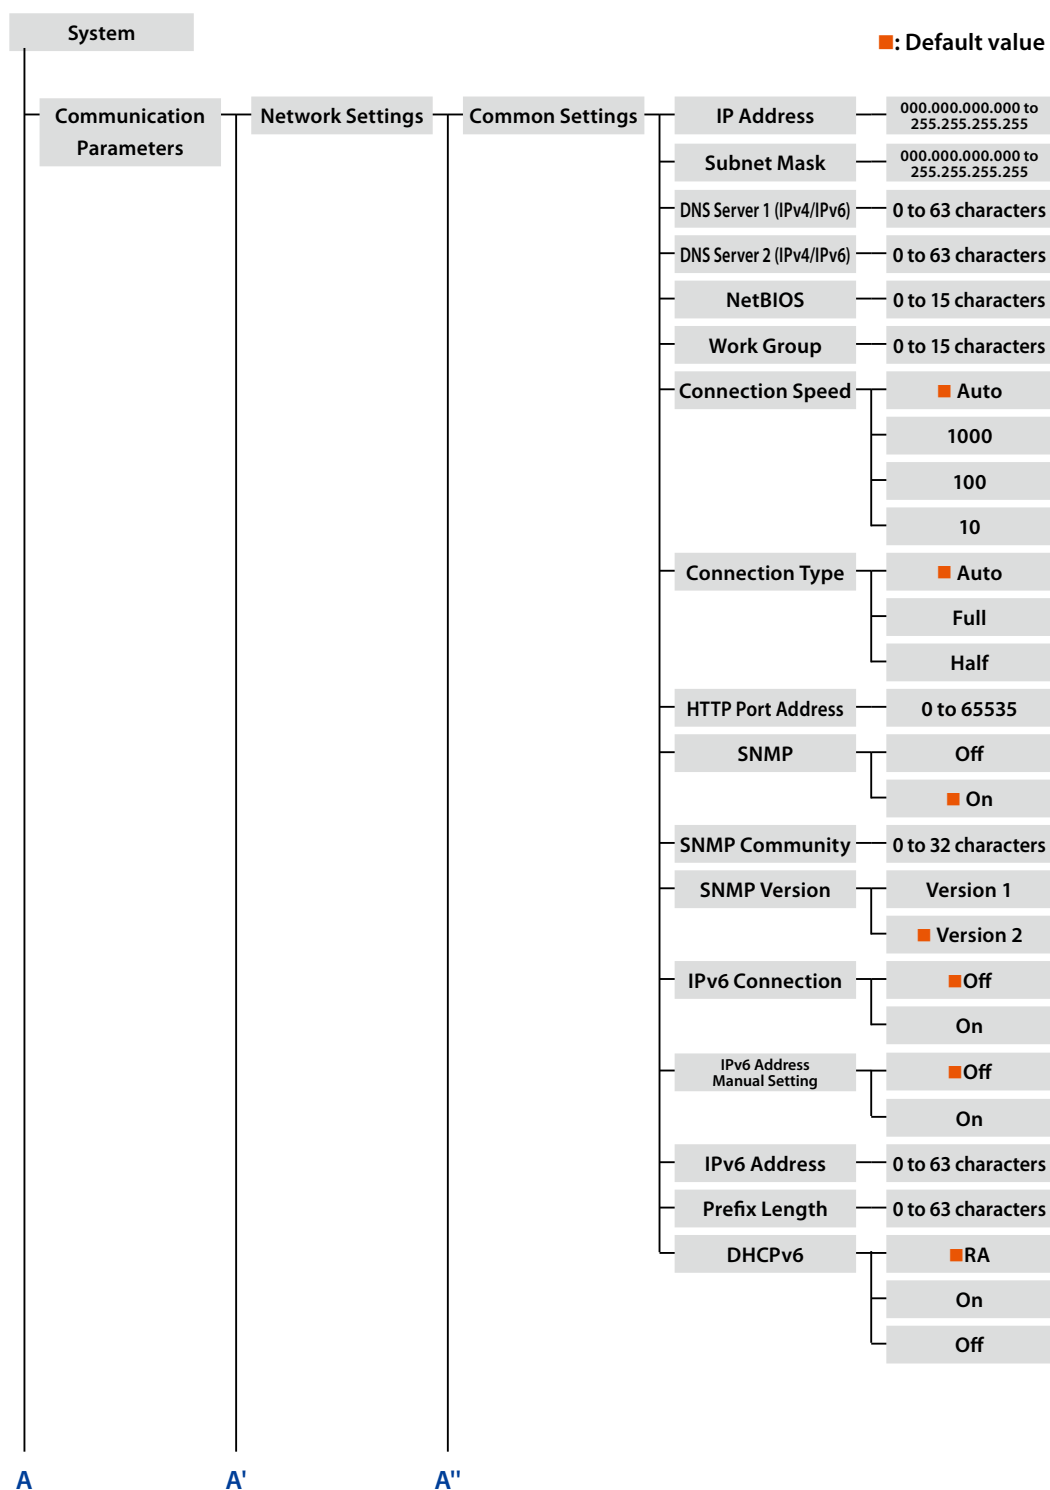 System
■: Default value
Communication
Parameters
Network Settings
Common Settings
IP Address
000.000.000.000 to
255.255.255.255
Subnet Mask
000.000.000.000 to
255.255.255.255
DNS Server 1 (IPv4/IPv6)
0 to 63 characters
DNS Server 2 (IPv4/IPv6)
0 to 63 characters
NetBIOS
0 to 15 characters
Work Group
0 to 15 characters
Connection Speed
■ Auto
1000
100
10
Connection Type
■ Auto
Full
Half
HTTP Port Address
0 to 65535
SNMP
Off
■ On
SNMP Community
0 to 32 characters
SNMP Version
Version 1
■ Version 2
IPv6 Connection
■Off
On
IPv6 Address
Manual Setting
■Off
On
IPv6 Address
0 to 63 characters
Prefix Length
0 to 63 characters
DHCPv6
■RA
On
Off
A
A'
A"